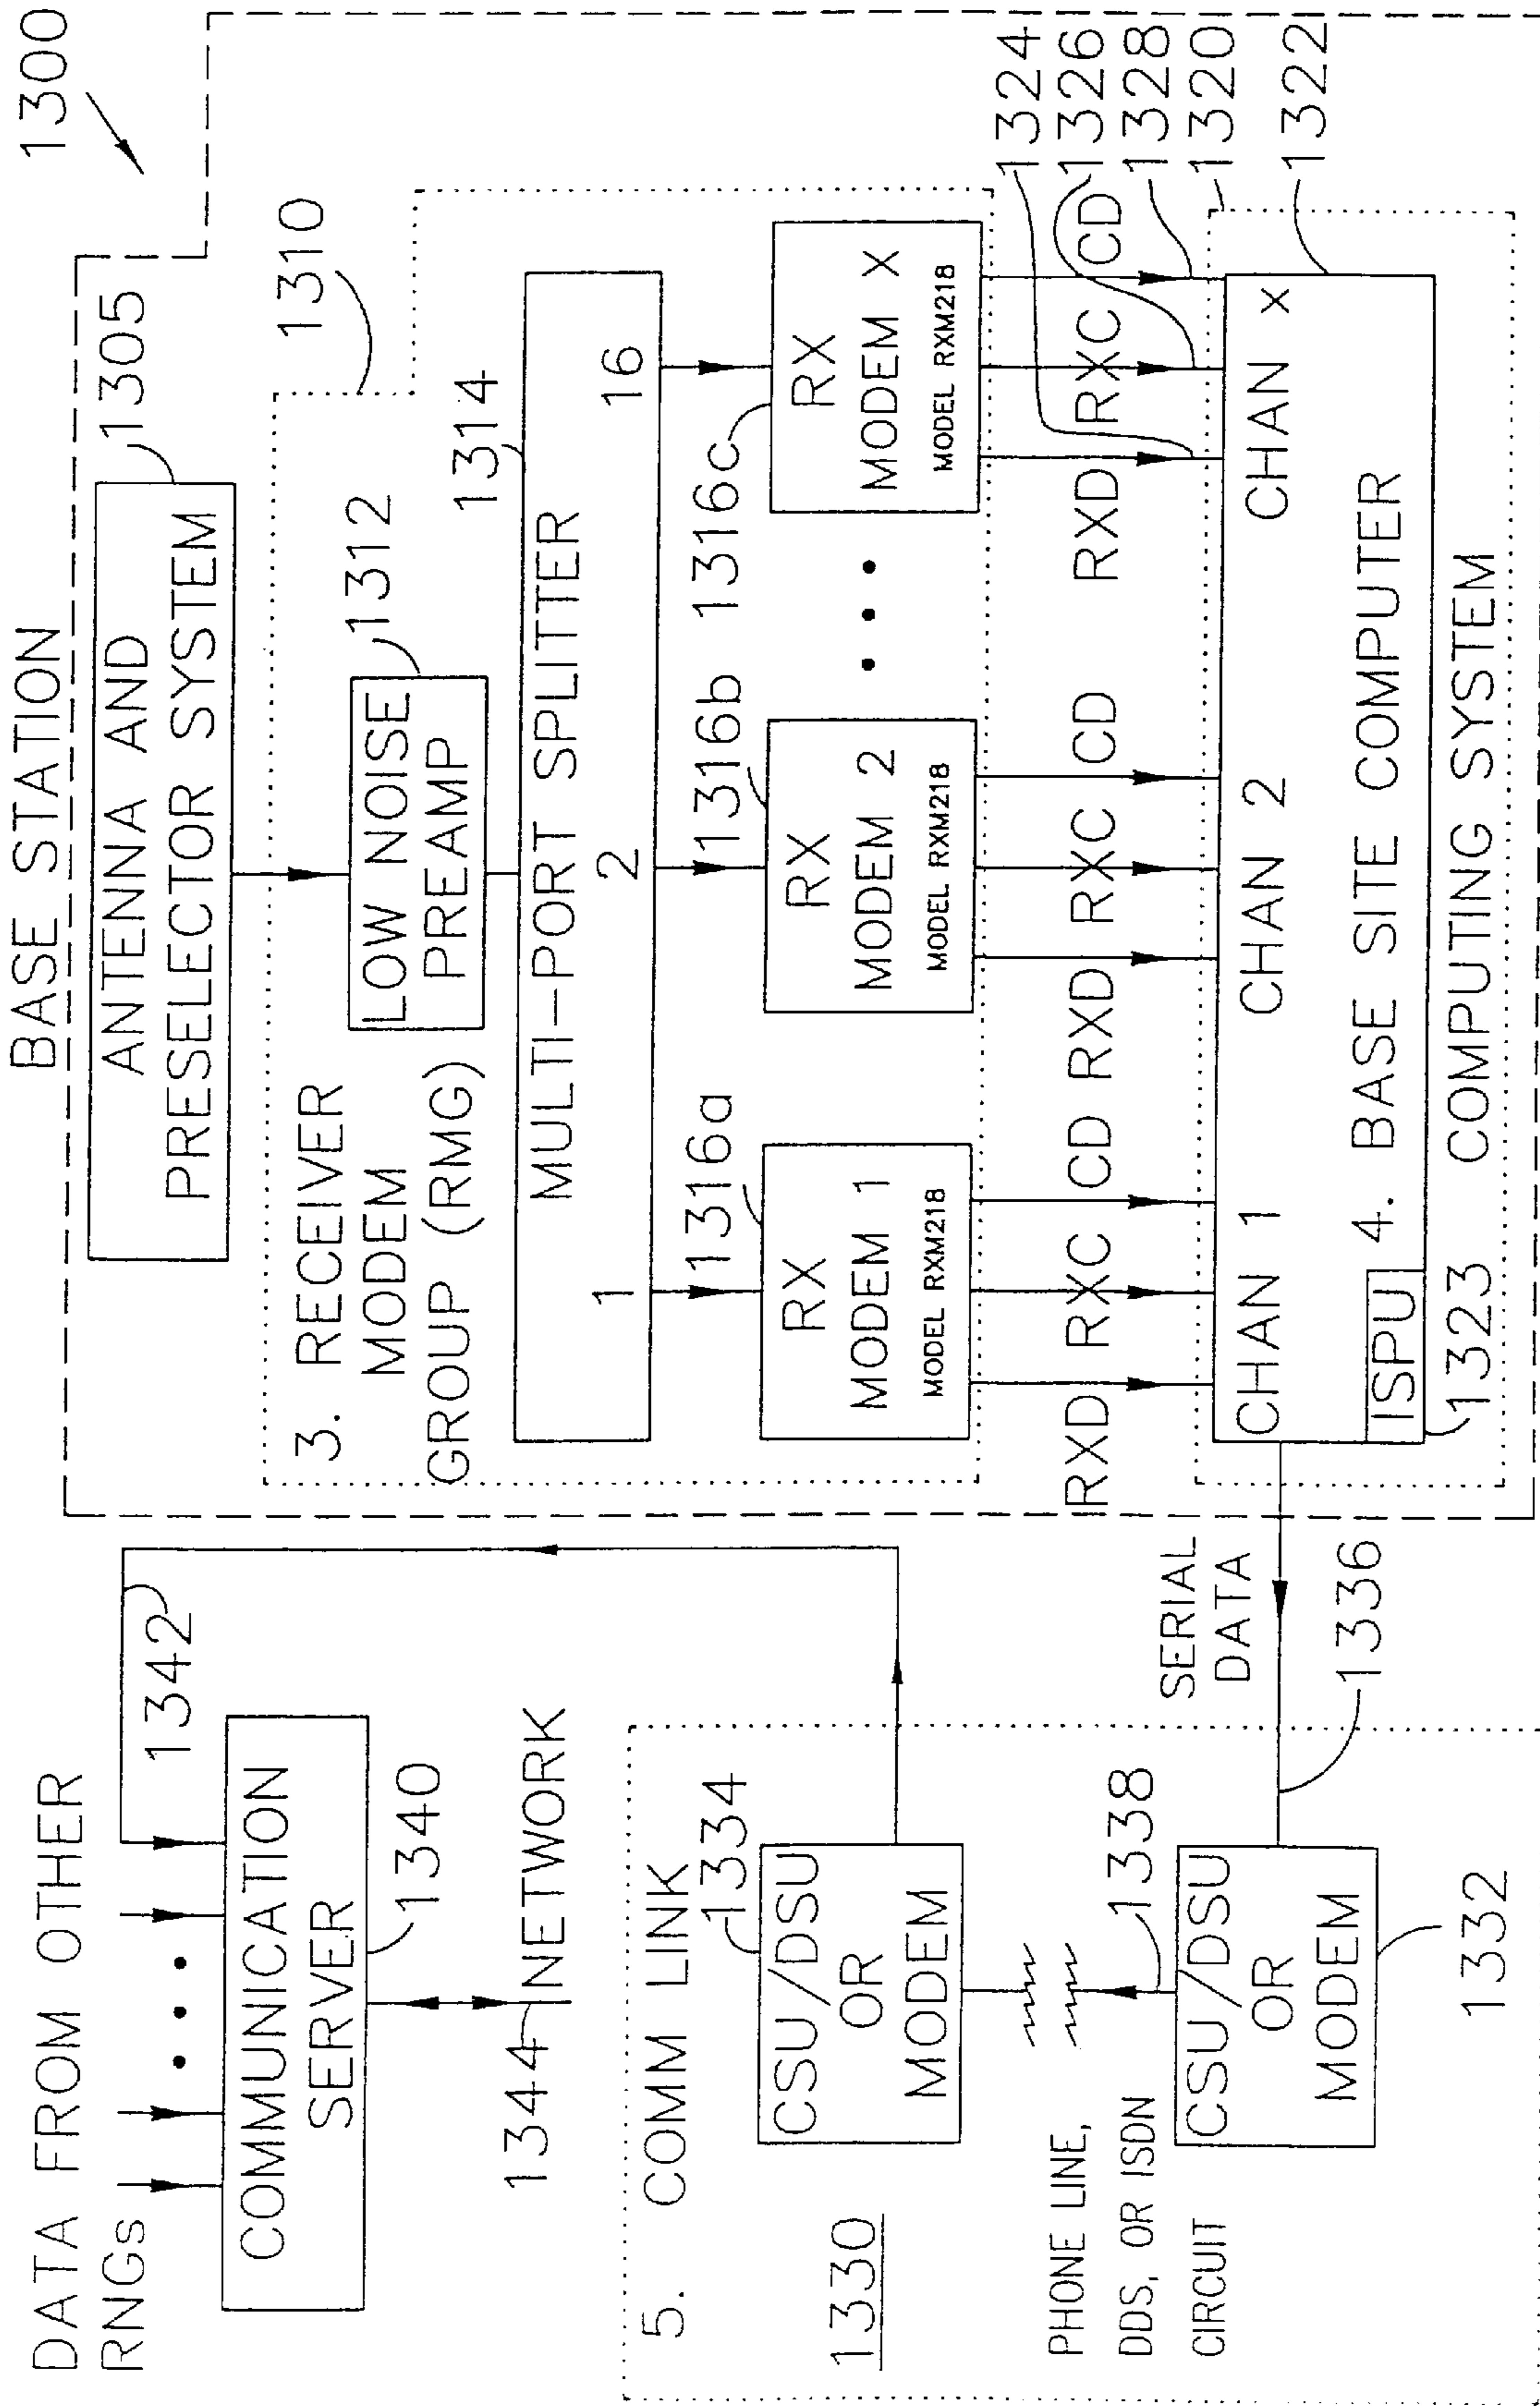 BASE STATION
1300
ANTENNA AND
PRESELECTOR SYSTEM
1305
1310
3. RECEIVER
MODEM
GROUP (RMG)
LOW NOISE
PREAMP
1312
1314
MULTI-PORT SPLITTER
1
2
16
1316a
1316b
1316c
RX
MODEM 1
MODEL RXM218
RX
MODEM 2
MODEL RXM218
RX
MODEM X
MODEL RXM218
RXD RXC CD
RXD RXC CD
RXD RXC CD
1324
1326
1328
1320
1322
CHAN 1
CHAN 2
CHAN X
ISPU
4. BASE SITE COMPUTER
1323
COMPUTING SYSTEM
DATA FROM OTHER
RNGs
1342
COMMUNICATION
SERVER
1340
1344
NETWORK
5. COMM LINK
1330
1334
CSU/DSU
OR
MODEM
PHONE LINE,
DDS, OR ISDN
CIRCUIT
1338
CSU/DSU
OR
MODEM
1332
SERIAL
DATA
1336